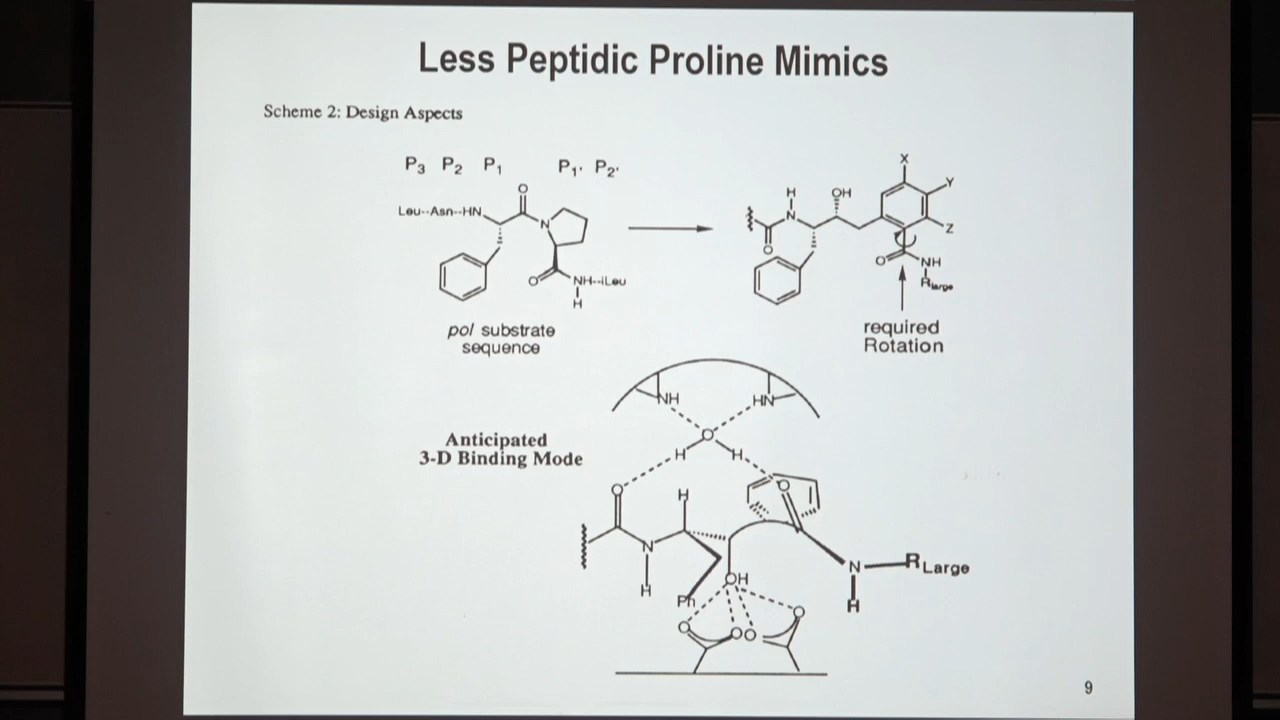 Less Peptidic Proline Mimics
Scheme 2: Design Aspects
P3 P2 P1 P1' P2'
Leu--Asn--HN
O
N
O
NH--iLeu
H
pol substrate
sequence
H
N
O
OH
X
Y
Z
O
NH
Rlarge
required
Rotation
Anticipated
3-D Binding Mode
NH
HN
O
H
H
O
O
H
N
H
Ph
OH
N
H
RLarge
O
O
O
O
9